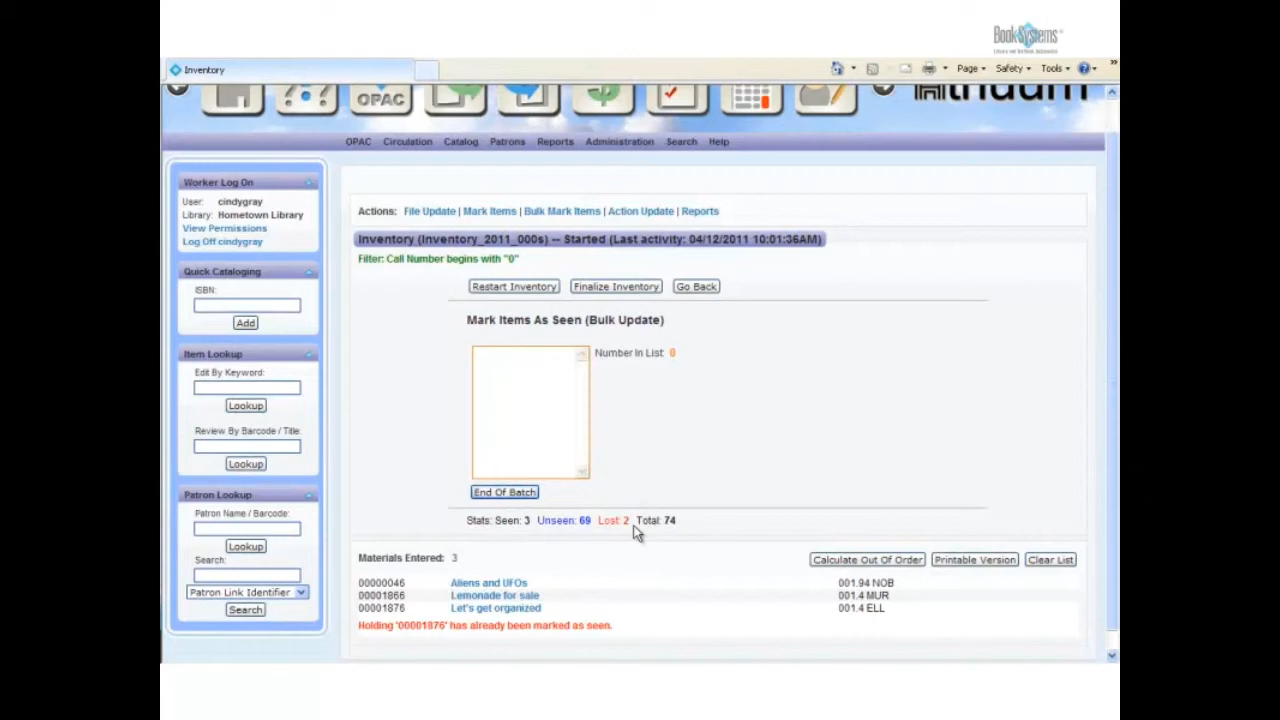 Book Systems
Inventory
Page
Safety
Tools
OPAC
OPAC Circulation Catalog Patrons Reports Administration Search Help
Worker Log On
User: cindygray
Library: Hometown Library
View Permissions
Log Off cindygray
Quick Cataloging
ISBN:
Add
Item Lookup
Edit By Keyword:
Lookup
Review By Barcode / Title:
Lookup
Patron Lookup
Patron Name / Barcode:
Lookup
Search:
Patron Link Identifier
Search
Actions: File Update | Mark Items | Bulk Mark Items | Action Update | Reports
Inventory (Inventory_2011_000s) -- Started (Last activity: 04/12/2011 10:01:36AM)
Filter: Call Number begins with "0"
Restart Inventory Finalize Inventory Go Back
Mark Items As Seen (Bulk Update)
Number In List: 0
End Of Batch
Stats: Seen: 3 Unseen: 69 Lost: 2 Total: 74
Materials Entered: 3 Calculate Out Of Order Printable Version Clear List
00000046 Aliens and UFOs 001.94 NOB
00001866 Lemonade for sale 001.4 MUR
00001876 Let's get organized 001.4 ELL
Holding '00001876' has already been marked as seen.